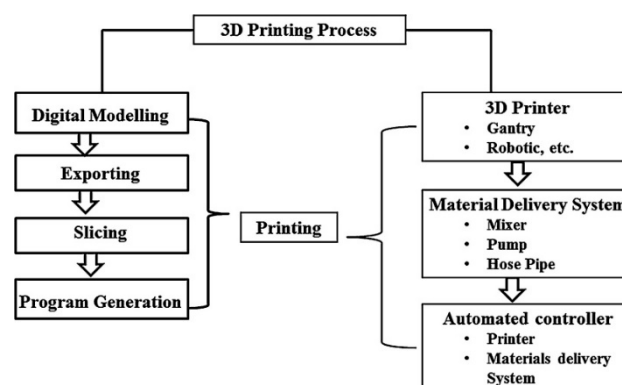 3D Printing Process
Digital Modelling
Exporting
Slicing
Program Generation
Printing
3D Printer
• Gantry
• Robotic, etc.
Material Delivery System
• Mixer
• Pump
• Hose Pipe
Automated controller
• Printer
• Materials delivery
System